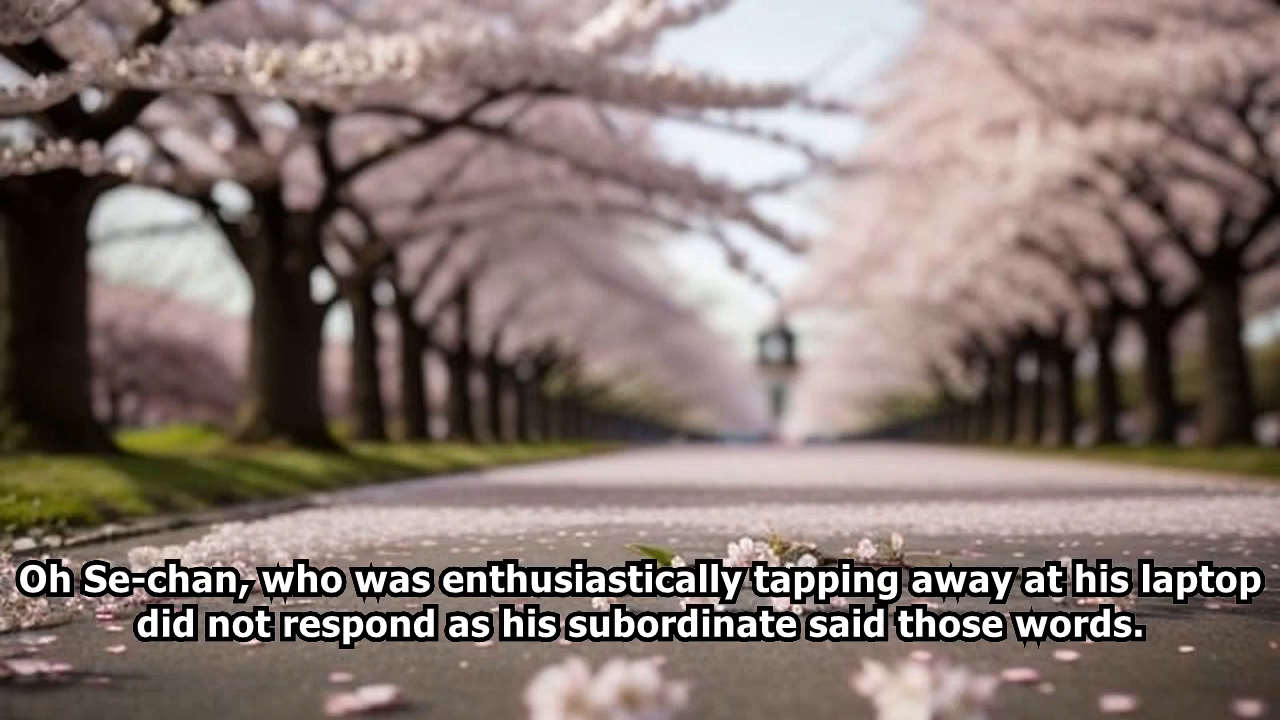 Oh Se-chan, who was enthusiastically tapping away at his laptop
did not respond as his subordinate said those words.